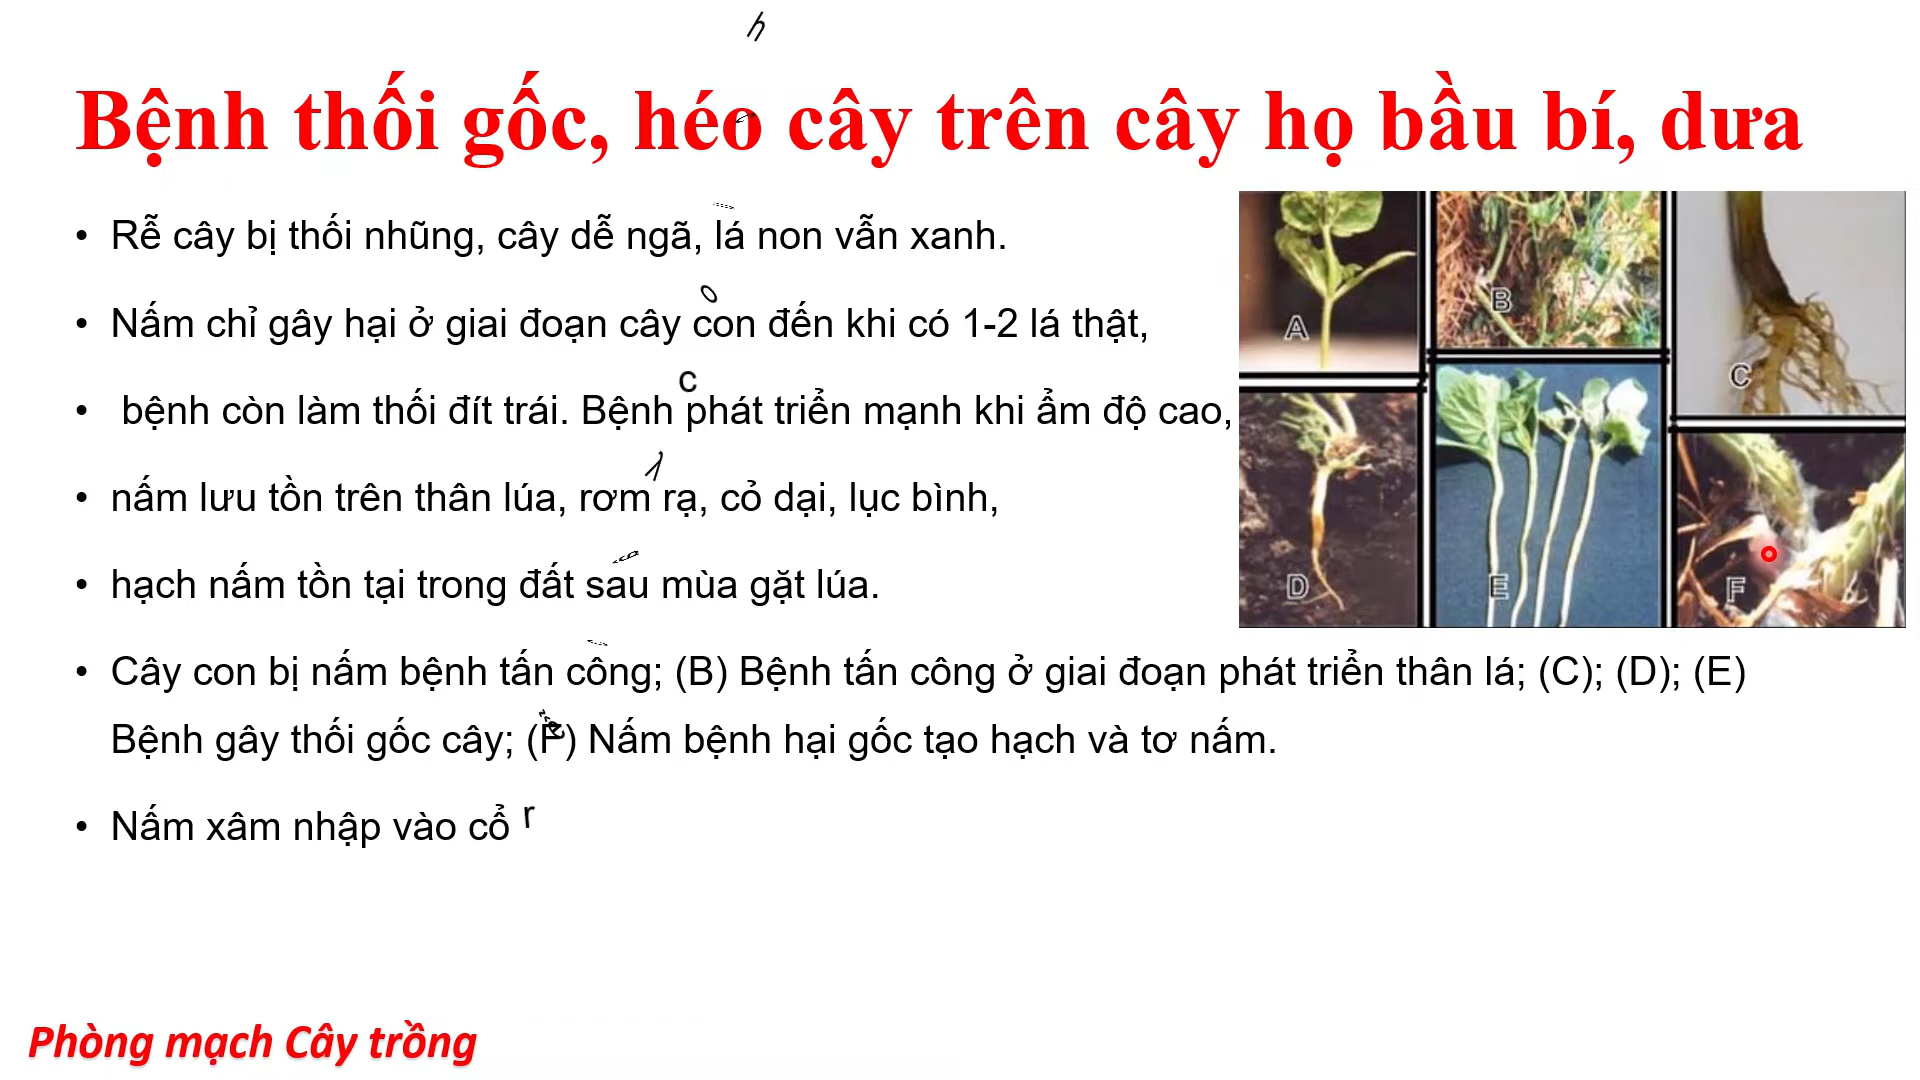 Bệnh thối gốc, héo cây trên cây họ bầu bí, dưa
• Rễ cây bị thối nhũng, cây dễ ngã, lá non vẫn xanh.
• Nấm chỉ gây hại ở giai đoạn cây con đến khi có 1-2 lá thật,
• bệnh còn làm thối đít trái. Bệnh phát triển mạnh khi ẩm độ cao,
• nấm lưu tồn trên thân lúa, rơm rạ, cỏ dại, lục bình,
• hạch nấm tồn tại trong đất sau mùa gặt lúa.
• Cây con bị nấm bệnh tấn công; (B) Bệnh tấn công ở giai đoạn phát triển thân lá; (C); (D); (E)
Bệnh gây thối gốc cây; (F) Nấm bệnh hại gốc tạo hạch và tơ nấm.
• Nấm xâm nhập vào cổ r
A
B
C
D
E
F
Phòng mạch Cây trồng